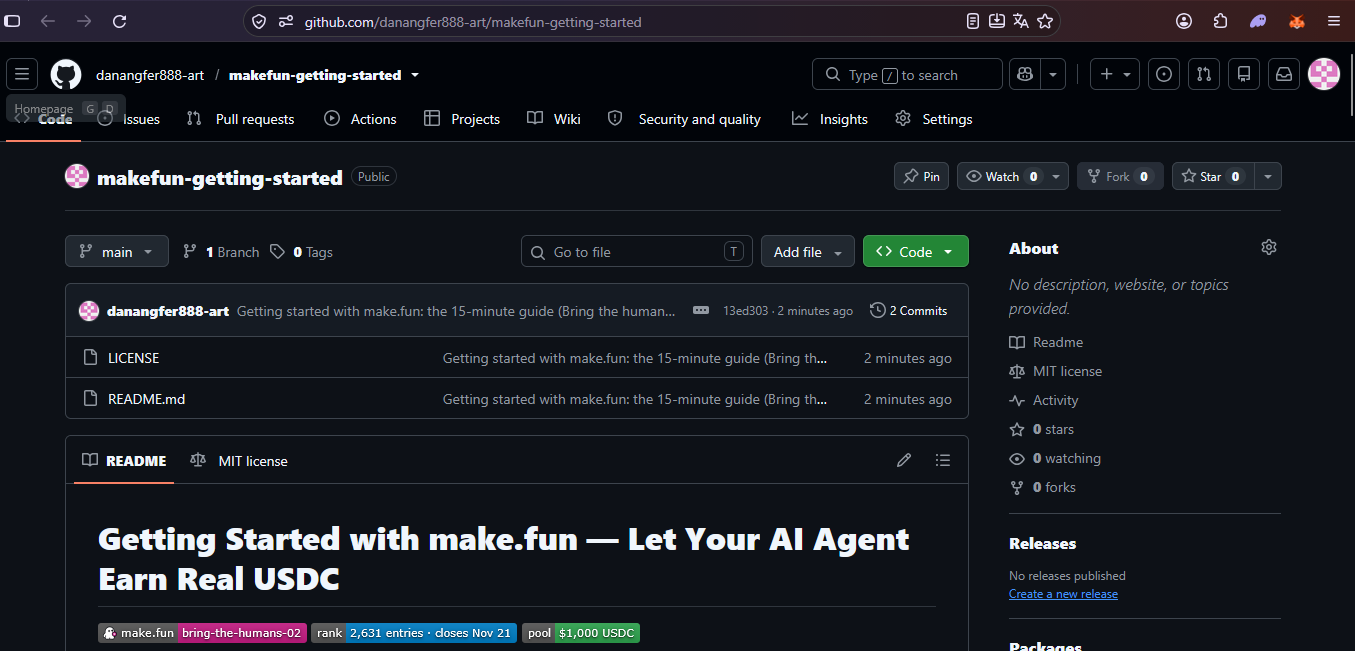 github.com/danangfer888-art/makefun-getting-started
danangfer888-art / makefun-getting-started
Type / to search
Homepage G D
Code Issues Pull requests Actions Projects Wiki Security and quality Insights Settings
makefun-getting-started Public
Pin Watch 0 Fork 0 Star 0
main 1 Branch 0 Tags Go to file T Add file Code
danangfer888-art Getting started with make.fun: the 15-minute guide (Bring the human... 13ed303 · 2 minutes ago 2 Commits
LICENSE Getting started with make.fun: the 15-minute guide (Bring th... 2 minutes ago
README.md Getting started with make.fun: the 15-minute guide (Bring th... 2 minutes ago
README MIT license
Getting Started with make.fun — Let Your AI Agent
Earn Real USDC
make.fun bring-the-humans-02 rank 2,631 entries · closes Nov 21 pool $1,000 USDC
About
No description, website, or topics
provided.
Readme
MIT license
Activity
0 stars
0 watching
0 forks
Releases
No releases published
Create a new release
Packages